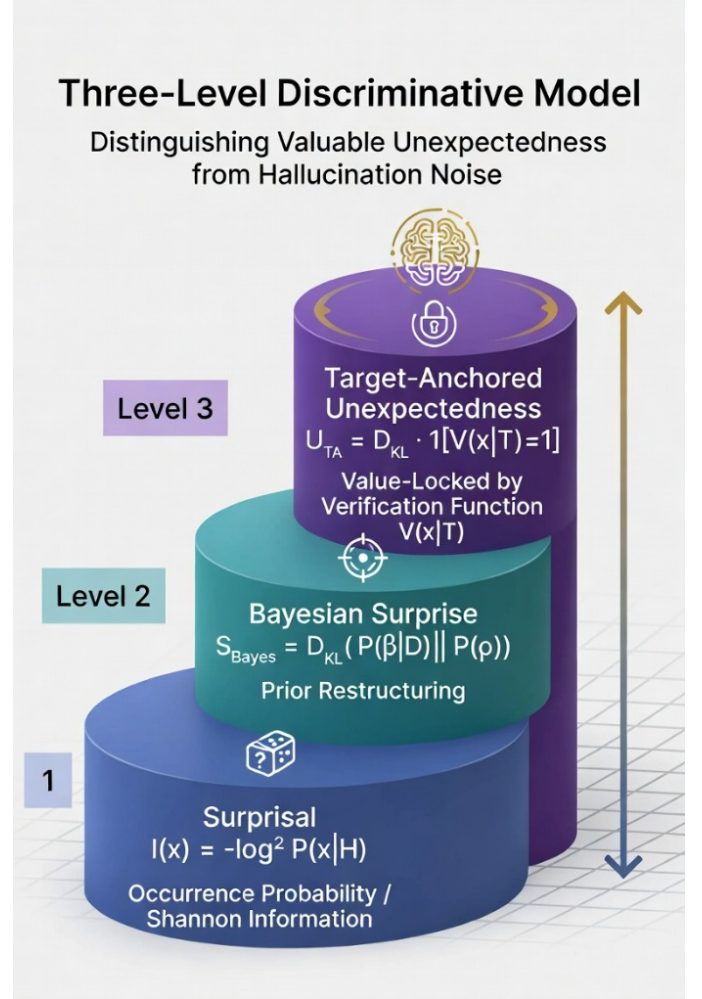 Three-Level Discriminative Model
Distinguishing Valuable Unexpectedness
from Hallucination Noise
Level 3
Target-Anchored
Unexpectedness
U_TA = D_KL · 1[V(x|T)=1]
Value-Locked by
Verification Function
V(x|T)
Level 2
Bayesian Surprise
S_Bayes = D_KL( P(β|D)|| P(ρ))
Prior Restructuring
1
?
Surprisal
I(x) = -log² P(x|H)
Occurrence Probability /
Shannon Information